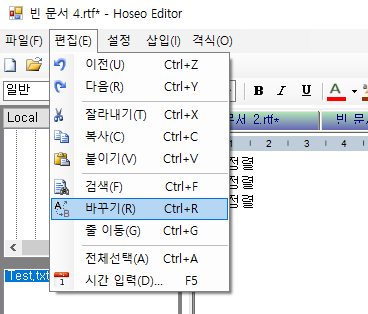 빈 문서 4.rtf* - Hoseo Editor
파일(F) 편집(E) 설정 삽입(I) 격식(O)
이전(U) Ctrl+Z
다음(R) Ctrl+Y
일반 B I U A
잘라내기(T) Ctrl+X
Local 문서 2.rtf* 빈 문서
복사(C) Ctrl+C
1 2 3 4
붙이기(V) Ctrl+V
정렬
검색(F) Ctrl+F
정렬
바꾸기(R) Ctrl+R
정렬
줄 이동(G) Ctrl+G
전체선택(A) Ctrl+A
Test.txt
시간 입력(D)... F5